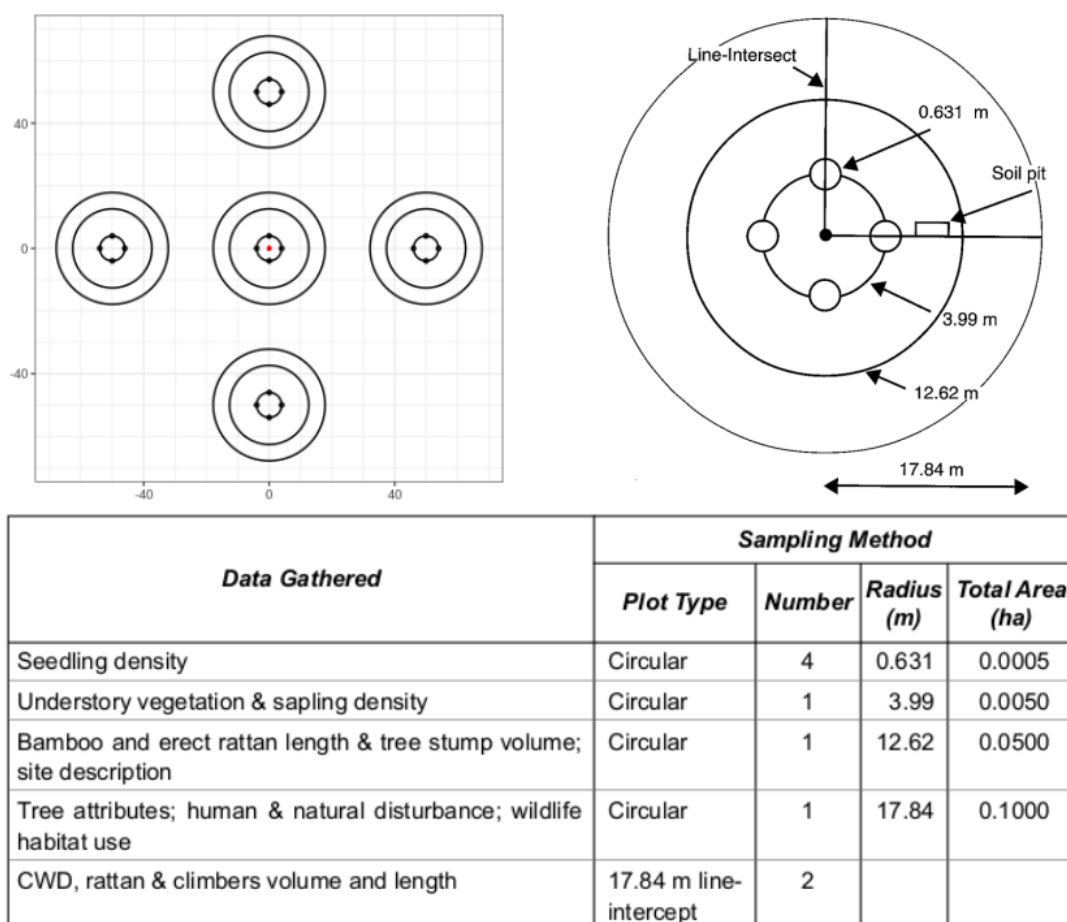 40
0
-40
-40
0
40
Line-Intersect
0.631 m
Soil pit
3.99 m
12.62 m
17.84 m
Data Gathered
Sampling Method
Plot Type
Number
Radius (m)
Total Area (ha)
Seedling density
Circular
4
0.631
0.0005
Understory vegetation & sapling density
Circular
1
3.99
0.0050
Bamboo and erect rattan length & tree stump volume;
site description
Circular
1
12.62
0.0500
Tree attributes; human & natural disturbance; wildlife
habitat use
Circular
1
17.84
0.1000
CWD, rattan & climbers volume and length
17.84 m line-
intercept
2